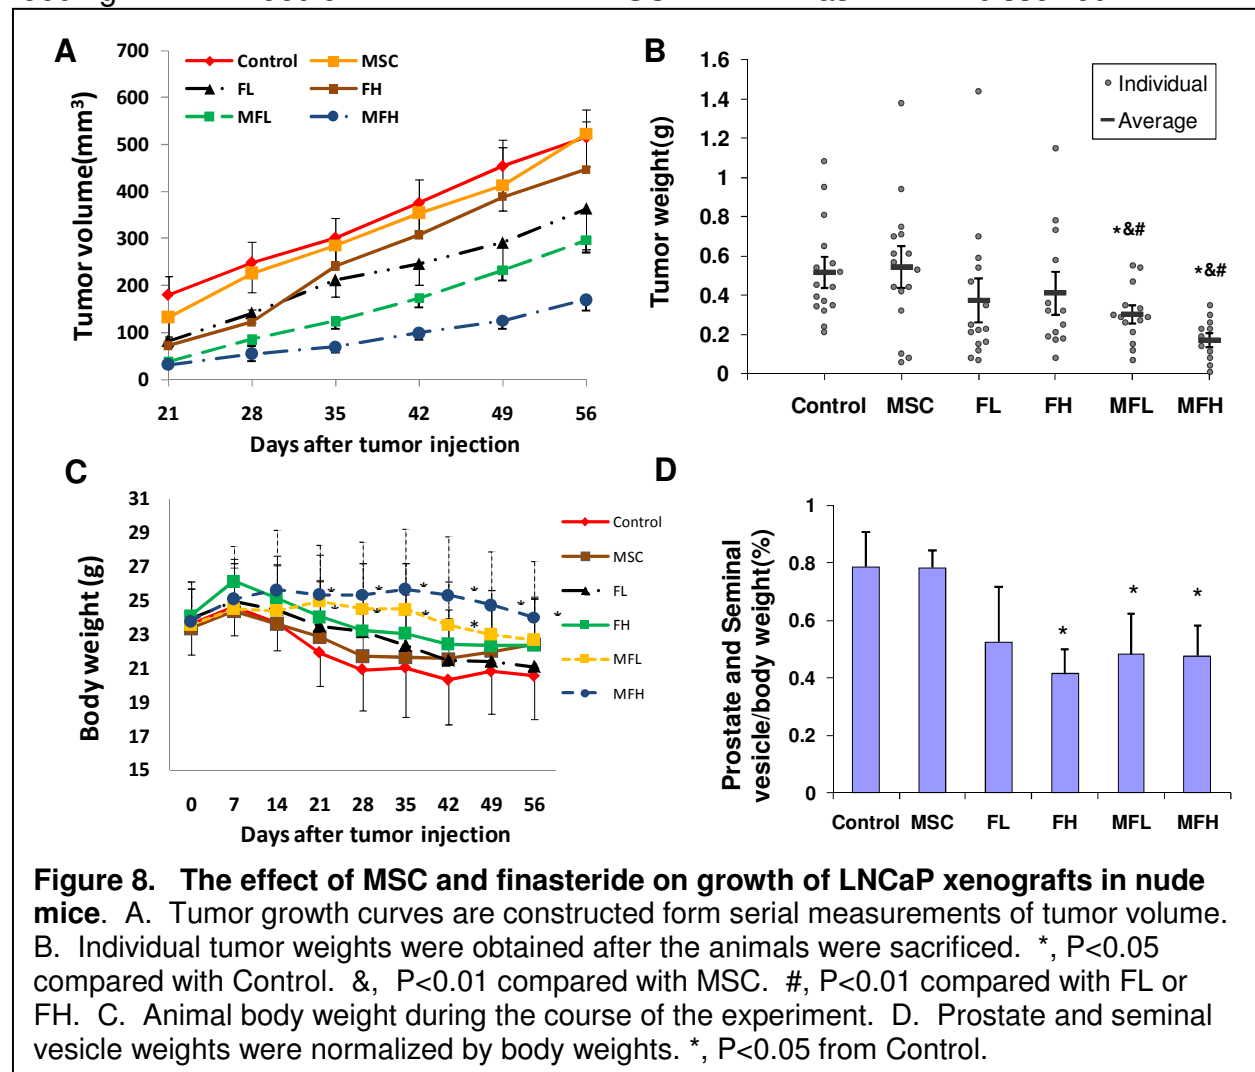 A
700
600
500
400
300
200
100
0
Tumor volume(mm³)
Control
MSC
FL
FH
MFL
MFH
21 28 35 42 49 56
Days after tumor injection
B
1.6
1.4
1.2
1
0.8
0.6
0.4
0.2
0
Tumor weight(g)
Individual
Average
*&#
*&#
Control MSC FL FH MFL MFH
C
31
29
27
25
23
21
19
17
15
Body weight (g)
Control
MSC
FL
FH
MFL
MFH
0 7 14 21 28 35 42 49 56
Days after tumor injection
D
1
0.8
0.6
0.4
0.2
0
Prostate and Seminal
vesicle/body weight(%)
* * *
Control MSC FL FH MFL MFH
Figure 8. The effect of MSC and finasteride on growth of LNCaP xenografts in nude
mice. A. Tumor growth curves are constructed form serial measurements of tumor volume.
B. Individual tumor weights were obtained after the animals were sacrificed. *, P<0.05
compared with Control. &, P<0.01 compared with MSC. #, P<0.01 compared with FL or
FH. C. Animal body weight during the course of the experiment. D. Prostate and seminal
vesicle weights were normalized by body weights. *, P<0.05 from Control.